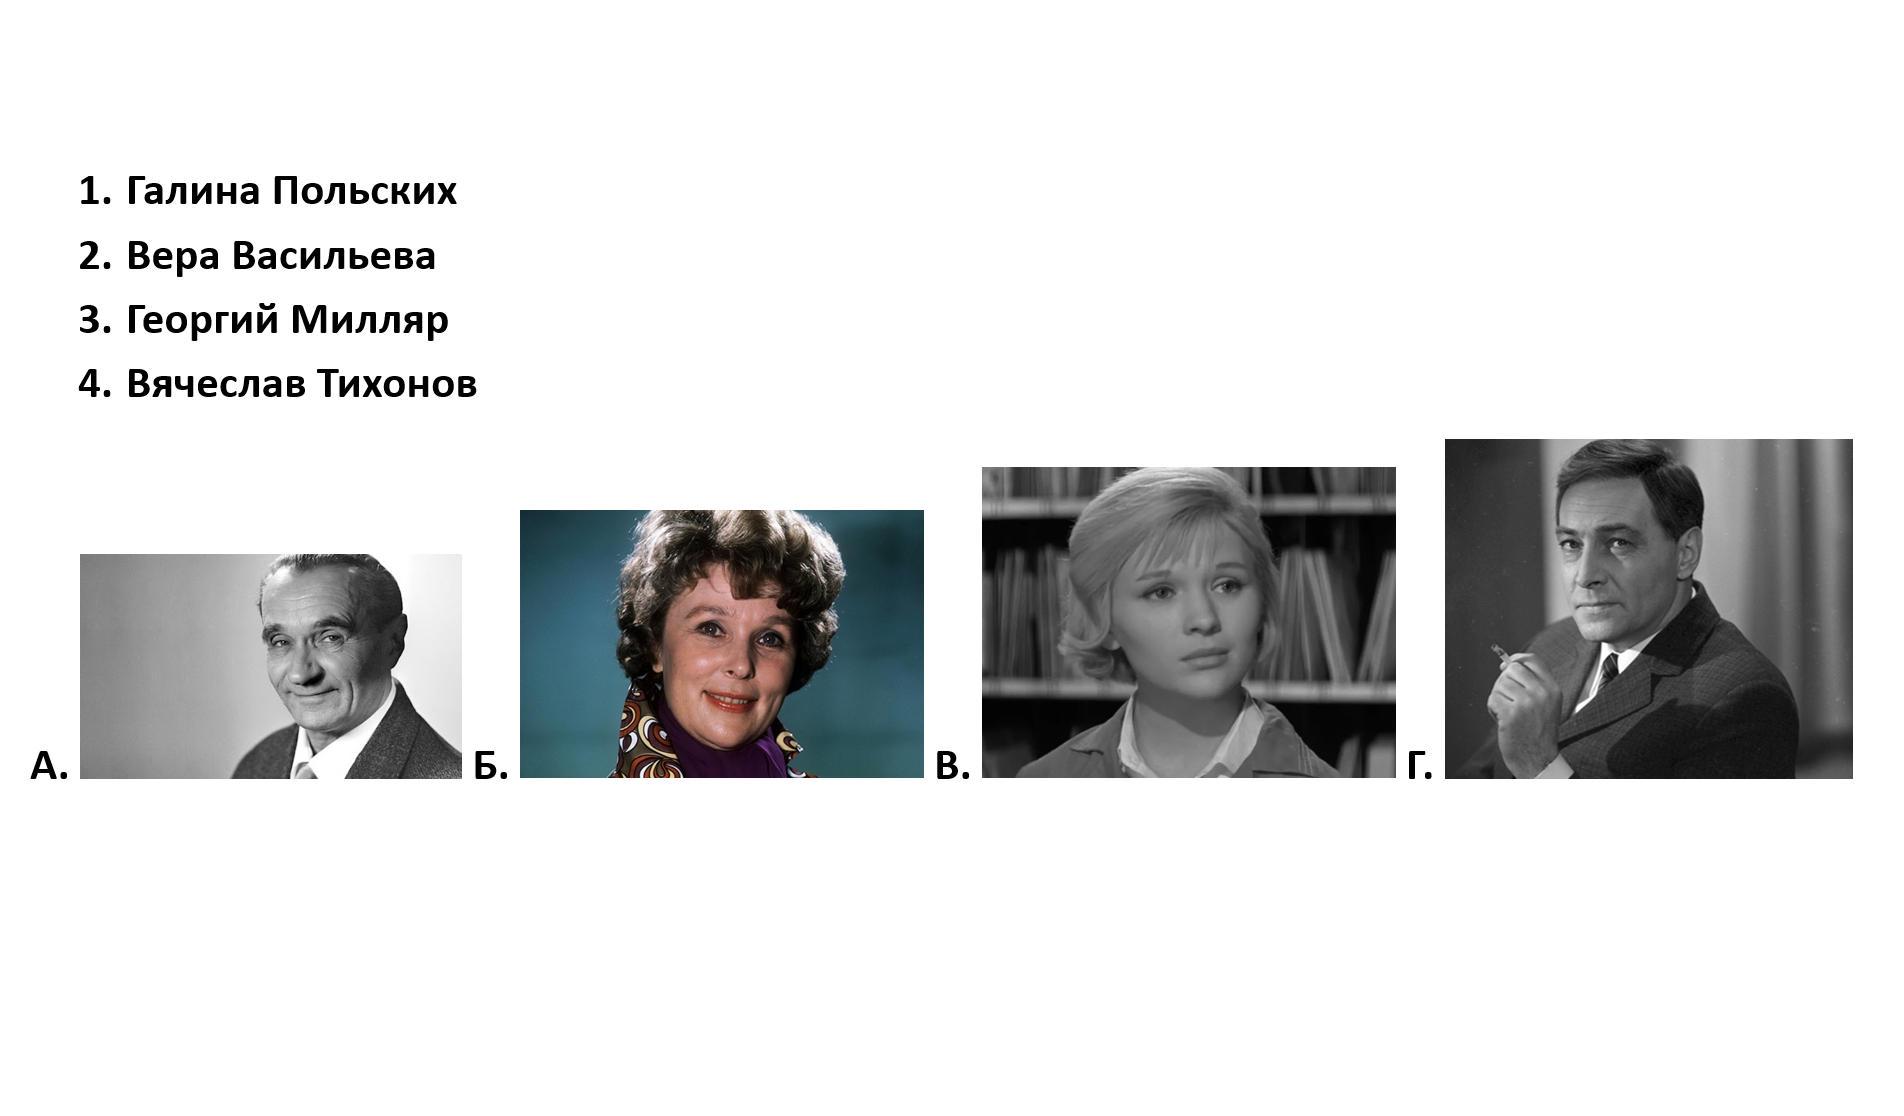 1. Галина Польских
2. Вера Васильева
3. Георгий Милляр
4. Вячеслав Тихонов
А. Б. В. Г.